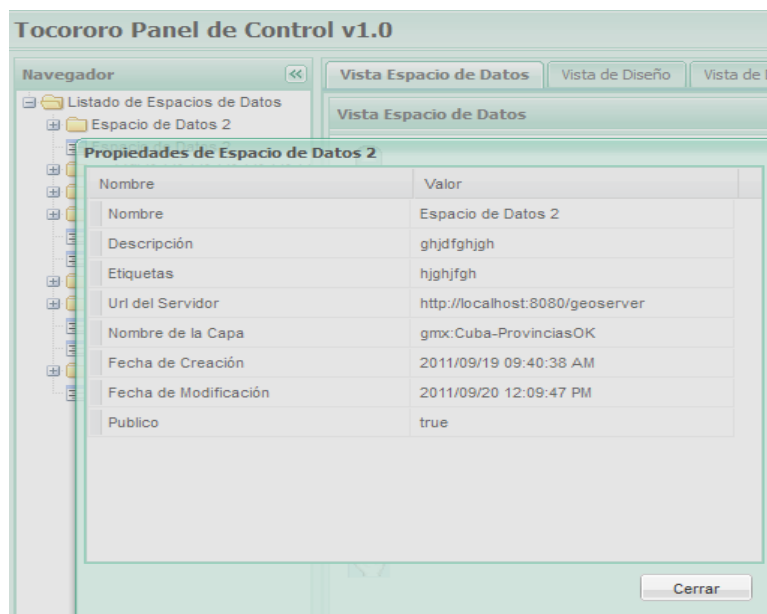 Tocororo Panel de Control v1.0
Navegador
Vista Espacio de Datos
Vista de Diseño
Vista de
Listado de Espacios de Datos
Vista Espacio de Datos
Espacio de Datos 2
Propiedades de Espacio de Datos 2
Nombre Valor
Nombre Espacio de Datos 2
Descripción ghjdfghjgh
Etiquetas hjghjfgh
Url del Servidor http://localhost:8080/geoserver
Nombre de la Capa gmx:Cuba-ProvinciasOK
Fecha de Creación 2011/09/19 09:40:38 AM
Fecha de Modificación 2011/09/20 12:09:47 PM
Publico true
Cerrar